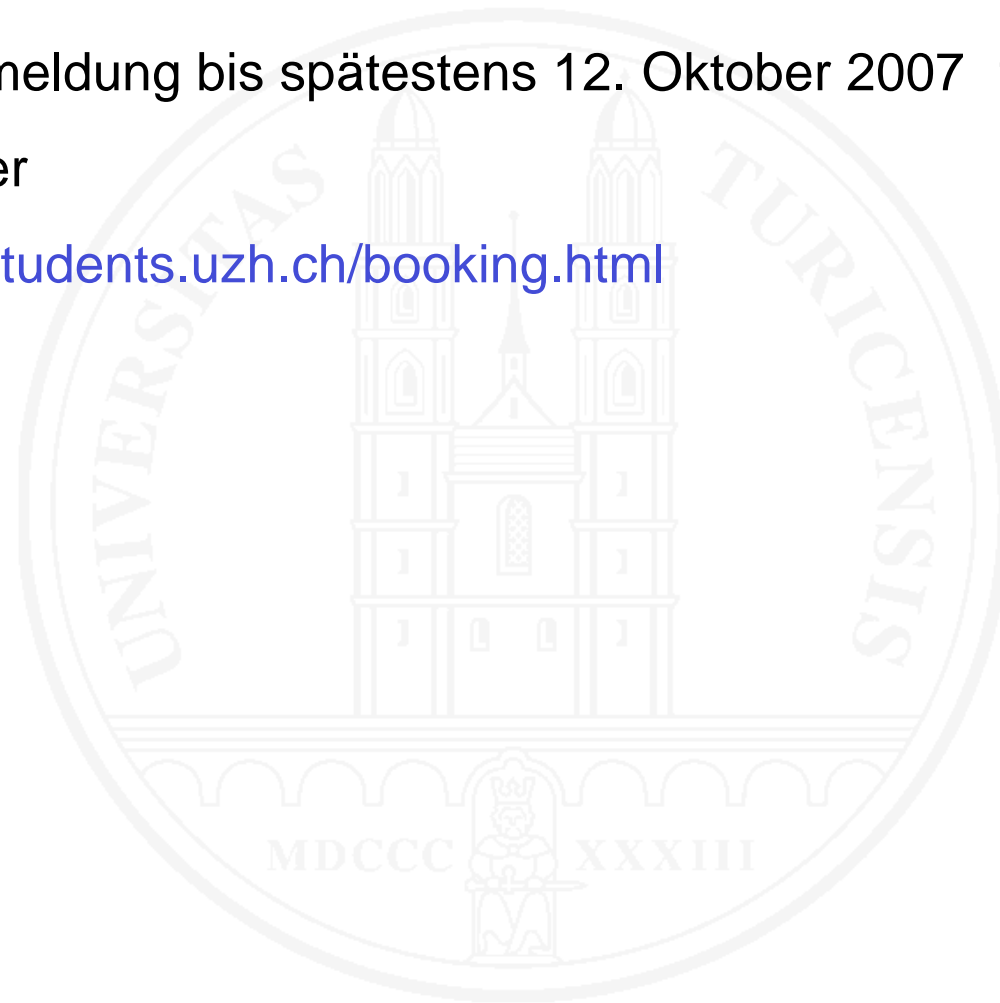 meldung bis spätestens 12. Oktober 2007
er
tudents.uzh.ch/booking.html
UNIVERSITAS TURICENSIS
MDCCC XXXIII